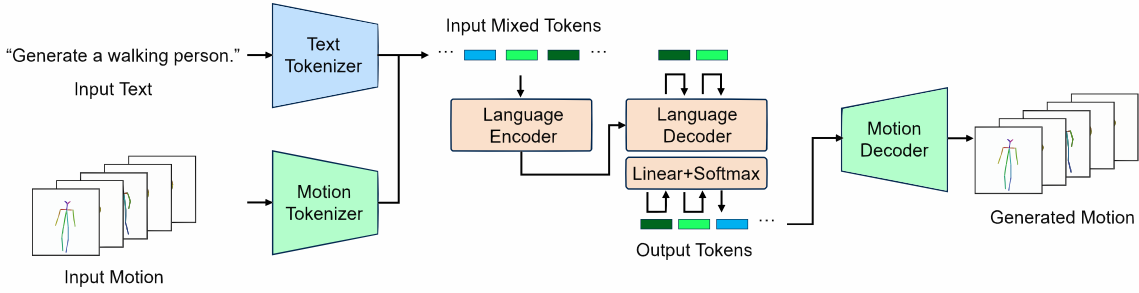 “Generate a walking person.”
Input Text
Text
Tokenizer
Input Motion
Motion
Tokenizer
Input Mixed Tokens
... ...
Language
Encoder
Language
Decoder
Linear+Softmax
...
Output Tokens
Motion
Decoder
Generated Motion